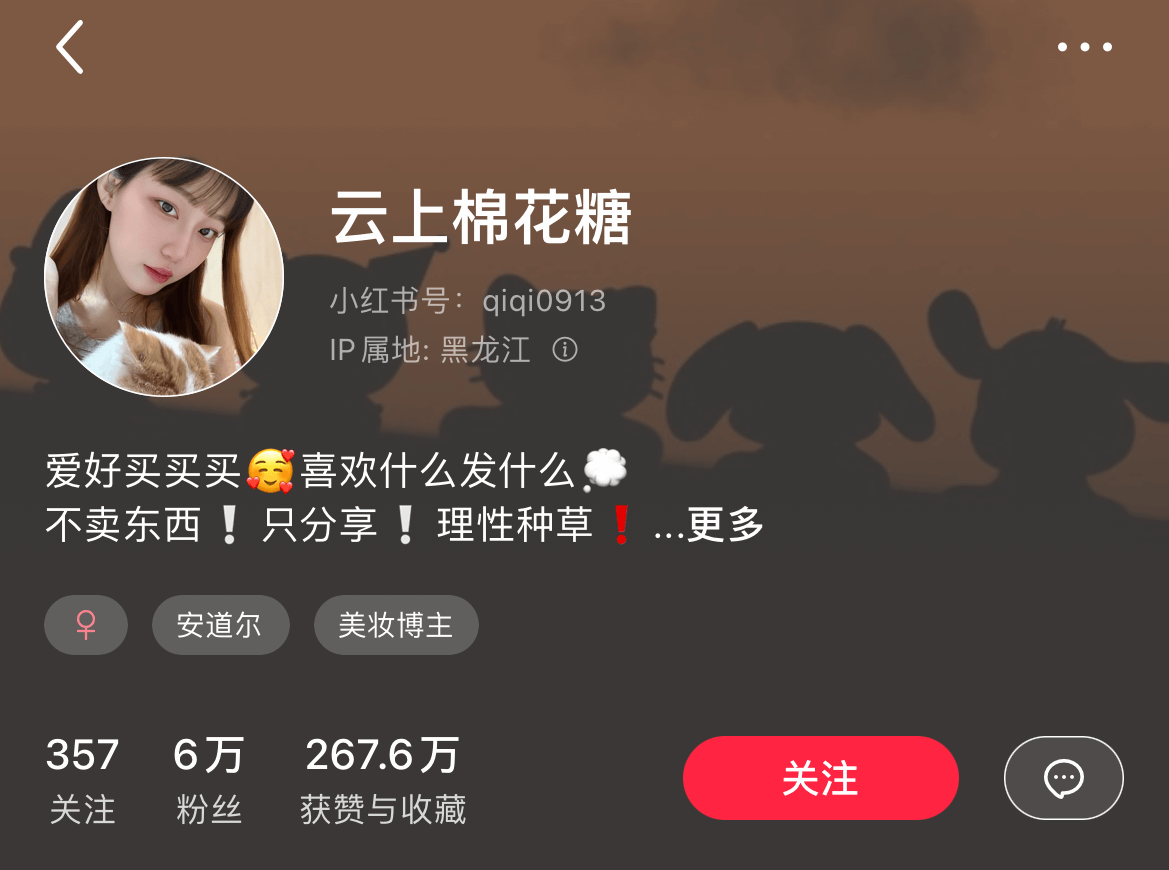 云上棉花糖
小红书号：qiqi0913
IP 属地: 黑龙江
爱好买买买🥰喜欢什么发什么💭
不卖东西❕只分享❕理性种草❗...更多
♀ 安道尔 美妆博主
357 6万 267.6万
关注 粉丝 获赞与收藏
关注